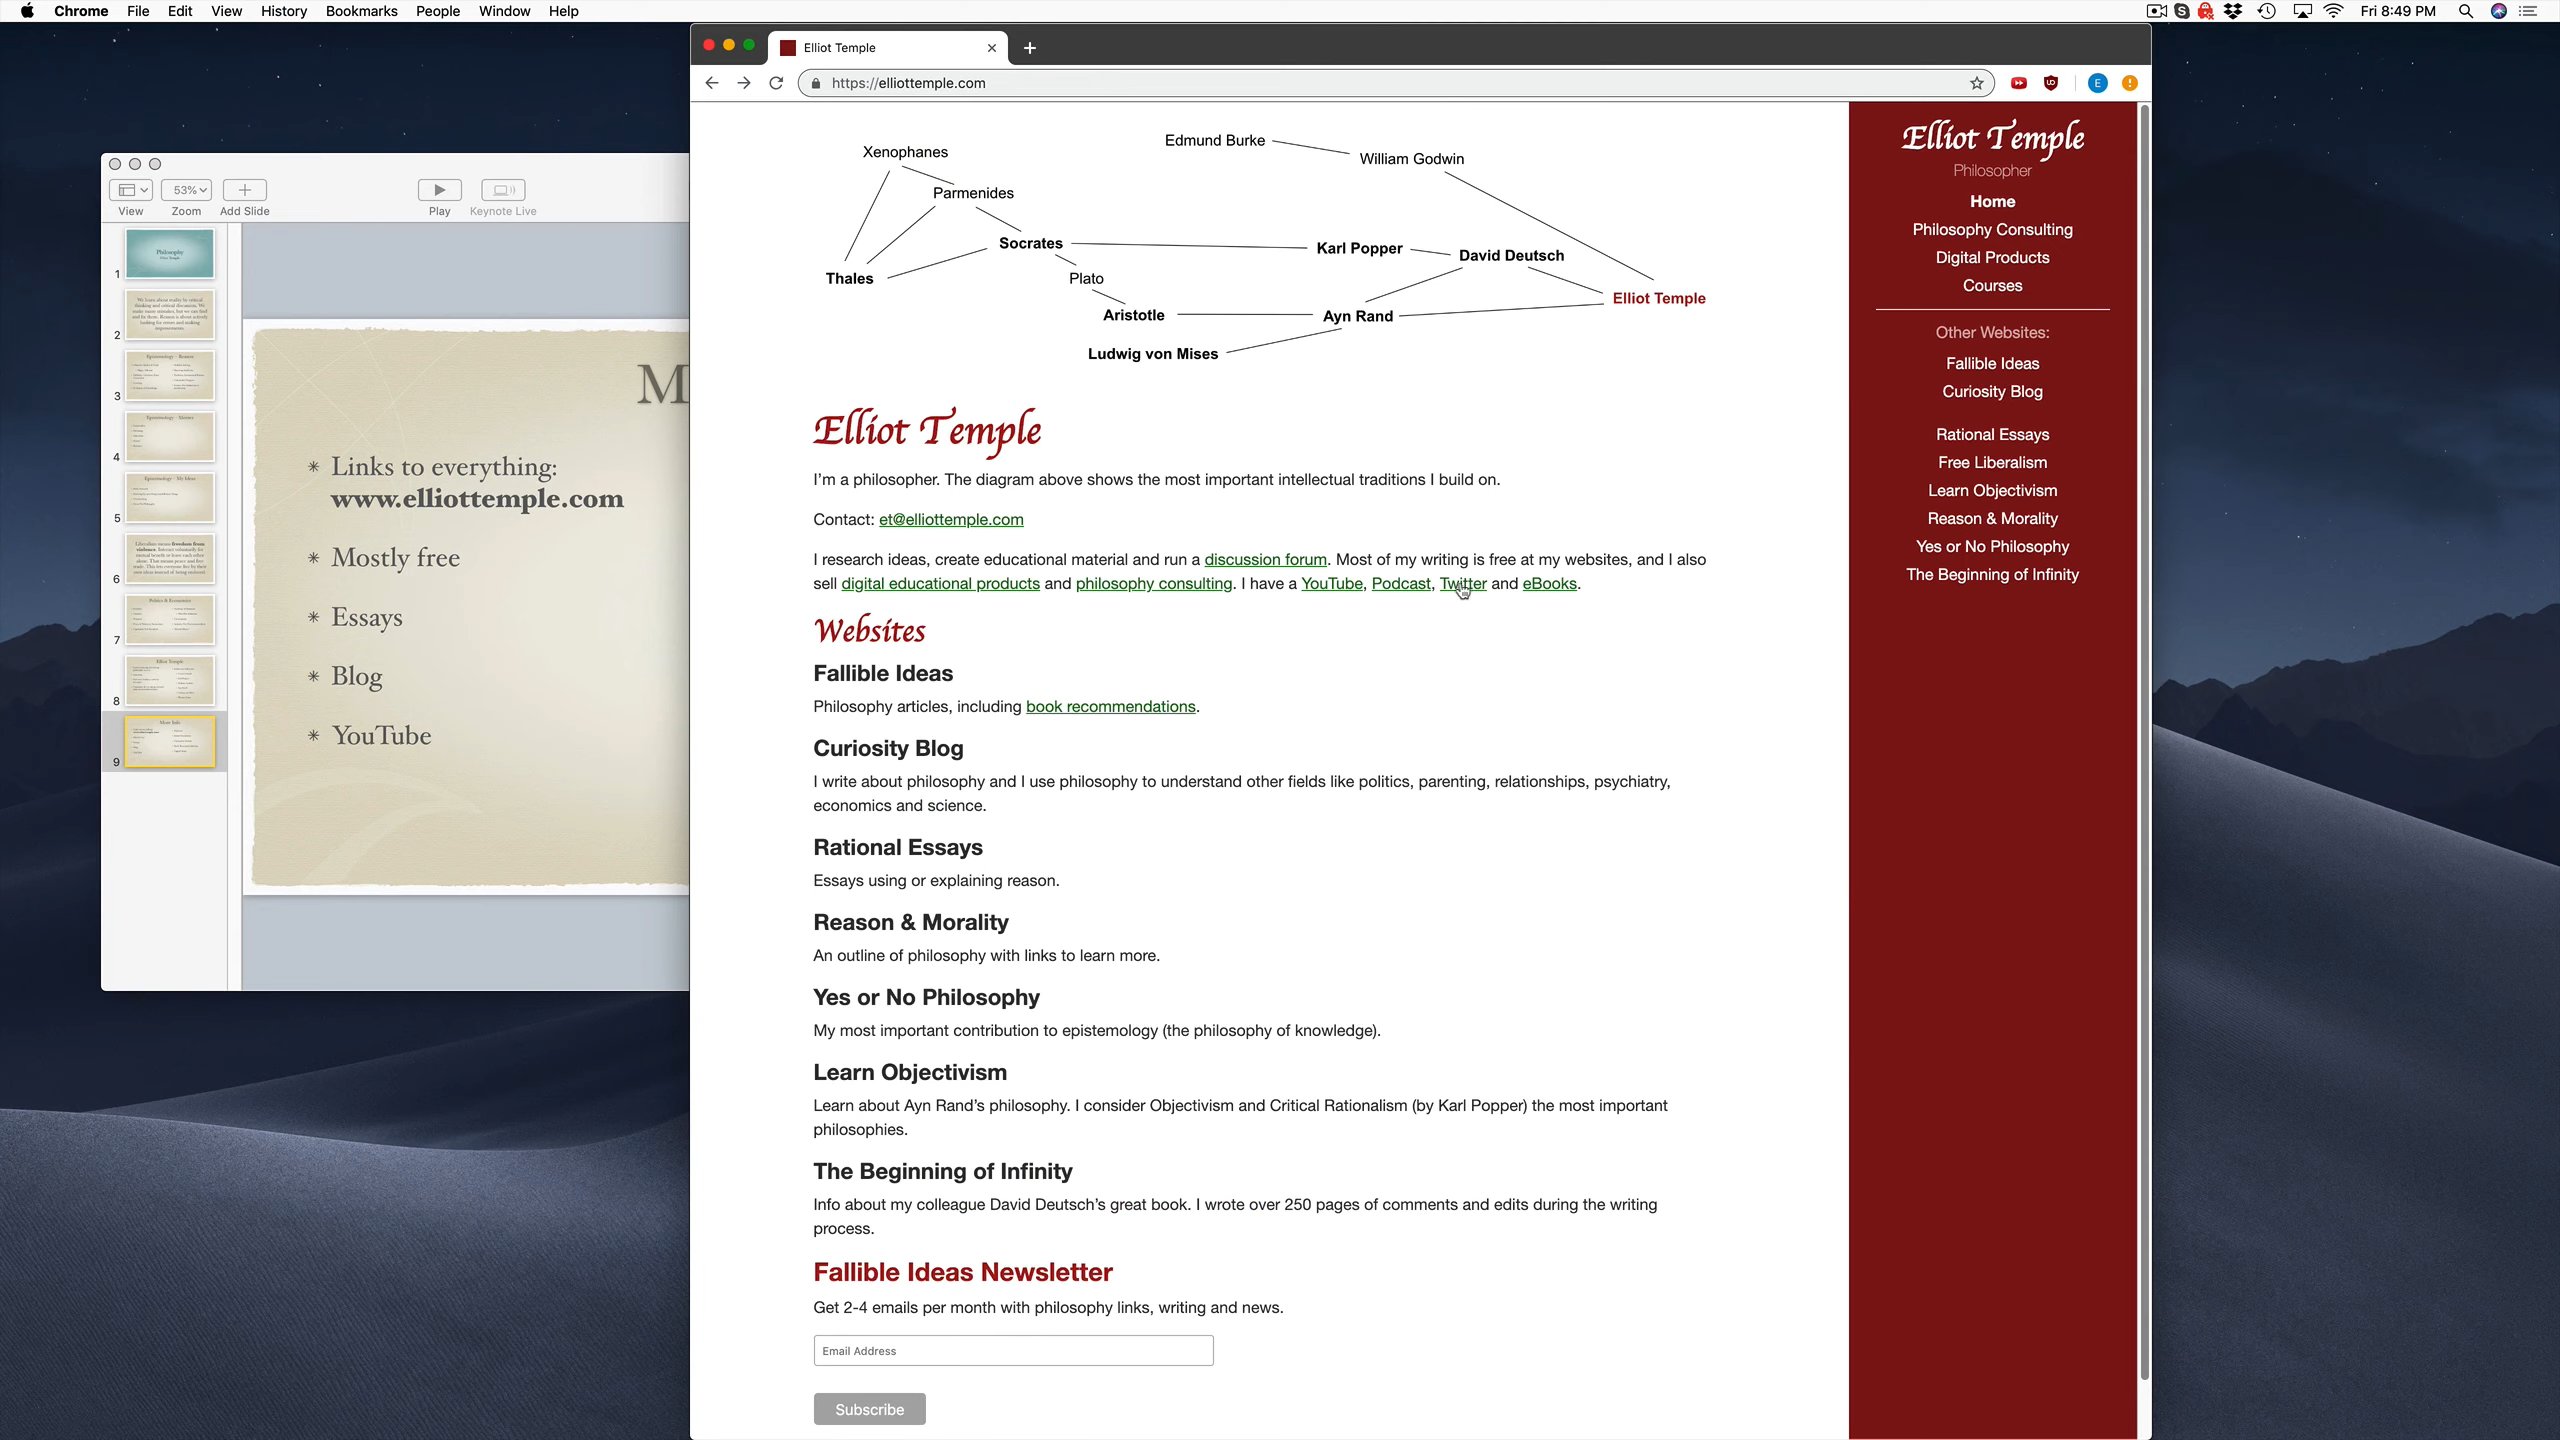 Chrome File Edit View History Bookmarks People Window Help
Fri 8:49 PM
Elliot Temple
https://elliottemple.com
E
53%
View Zoom Add Slide Play Keynote Live
1
2
3
4
5
6
7
8
9
M
Links to everything:
www.elliottemple.com
Mostly free
Essays
Blog
YouTube
Xenophanes
Edmund Burke
William Godwin
Parmenides
Socrates
Karl Popper
David Deutsch
Thales
Plato
Elliot Temple
Aristotle
Ayn Rand
Ludwig von Mises
Elliot Temple
I'm a philosopher. The diagram above shows the most important intellectual traditions I build on.
Contact: et@elliottemple.com
I research ideas, create educational material and run a discussion forum. Most of my writing is free at my websites, and I also
sell digital educational products and philosophy consulting. I have a YouTube, Podcast, Twitter and eBooks.
Websites
Fallible Ideas
Philosophy articles, including book recommendations.
Curiosity Blog
I write about philosophy and I use philosophy to understand other fields like politics, parenting, relationships, psychiatry,
economics and science.
Rational Essays
Essays using or explaining reason.
Reason & Morality
An outline of philosophy with links to learn more.
Yes or No Philosophy
My most important contribution to epistemology (the philosophy of knowledge).
Learn Objectivism
Learn about Ayn Rand's philosophy. I consider Objectivism and Critical Rationalism (by Karl Popper) the most important
philosophies.
The Beginning of Infinity
Info about my colleague David Deutsch's great book. I wrote over 250 pages of comments and edits during the writing
process.
Fallible Ideas Newsletter
Get 2-4 emails per month with philosophy links, writing and news.
Email Address
Subscribe
Elliot Temple
Philosopher
Home
Philosophy Consulting
Digital Products
Courses
Other Websites:
Fallible Ideas
Curiosity Blog
Rational Essays
Free Liberalism
Learn Objectivism
Reason & Morality
Yes or No Philosophy
The Beginning of Infinity